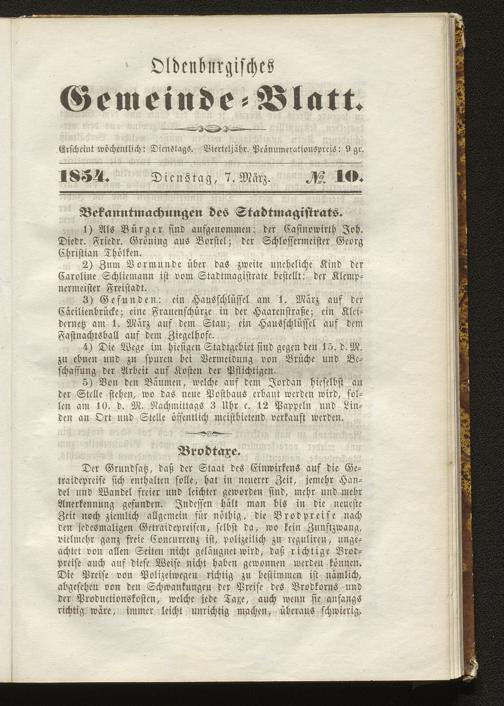 Oldenburgisches
Gemeinde-Blatt.
Erscheint wöchentlich: Dienstags. Vierteljähr. Pränumerationspreis: 9 gr.
1854. Dienstag, 7. März. № 10.
Bekanntmachungen des Stadtmagistrats.
1) Als Bürger sind aufgenommen: der Casinowirth Joh.
Diedr. Friedr. Gröning aus Borstel; der Schlossermeister Georg
Christian Thölken.
2) Zum Vormunde über das zweite uneheliche Kind der
Caroline Schliemann ist vom Stadtmagistrate bestellt: der Klemp-
nermeister Freistadt.
3) Gefunden: ein Hausschlüssel am 1. März auf der
Cäcilienbrücke; eine Frauenschürze in der Haarenstraße; ein Klei-
dernetz am 1. März auf dem Stau; ein Hausschlüssel auf dem
Fastnachtsball auf dem Ziegelhofe.
4) Die Wege im hiesigen Stadtgebiet sind gegen den 15. d. M.
zu ebnen und zu spuren bei Vermeidung von Brüche und Be-
schaffung der Arbeit auf Kosten der Pflichtigen.
5) Von den Bäumen, welche auf dem Jordan hieselbst an
der Stelle stehen, wo das neue Posthaus erbaut werden wird, sol-
len am 10. d. M. Nachmittags 3 Uhr c. 12 Pappeln und Lin-
den an Ort und Stelle öffentlich meistbietend verkauft werden.
Brodtaxe.
Der Grundsatz, daß der Staat des Einwirkens auf die Ge-
traidepreise sich enthalten solle, hat in neuerer Zeit, jemehr Han-
del und Wandel freier und leichter geworden sind, mehr und mehr
Anerkennung gefunden. Indessen hält man bis in die neueste
Zeit noch ziemlich allgemein für nöthig, die Brodpreise nach
den jedesmaligen Getraidepreisen, selbst da, wo kein Zunftzwang,
vielmehr ganz freie Concurrenz ist, polizeilich zu reguliren, unge-
achtet von allen Seiten nicht geläugnet wird, daß richtige Brod-
preise auch auf diese Weise nicht haben gewonnen werden können.
Die Preise von Polizeiwegen richtig zu bestimmen ist nämlich,
abgesehen von den Schwankungen der Preise des Brodkorns und
der Productionskosten, welche jede Taxe, auch wenn sie anfangs
richtig wäre, immer leicht unrichtig machen, überaus schwierig.